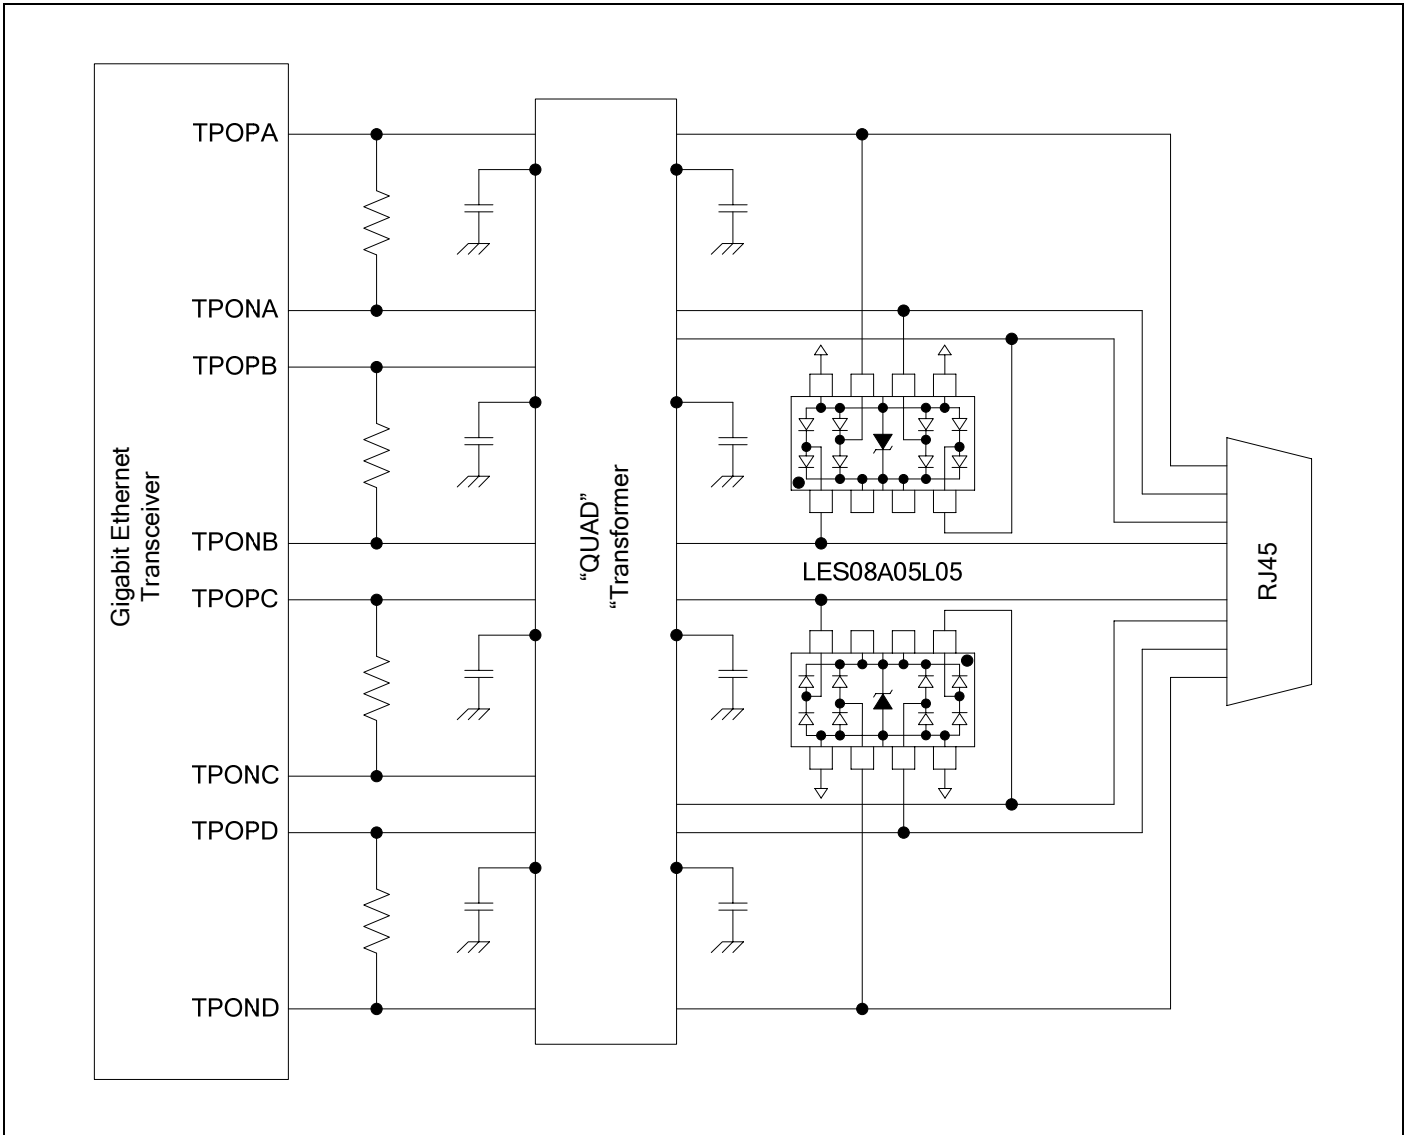 TPOPA
TPONA
TPOPB
TPONB
TPOPC
TPONC
TPOPD
TPOND
Gigabit Ethernet
Transceiver
“QUAD”
“Transformer
LES08A05L05
RJ45